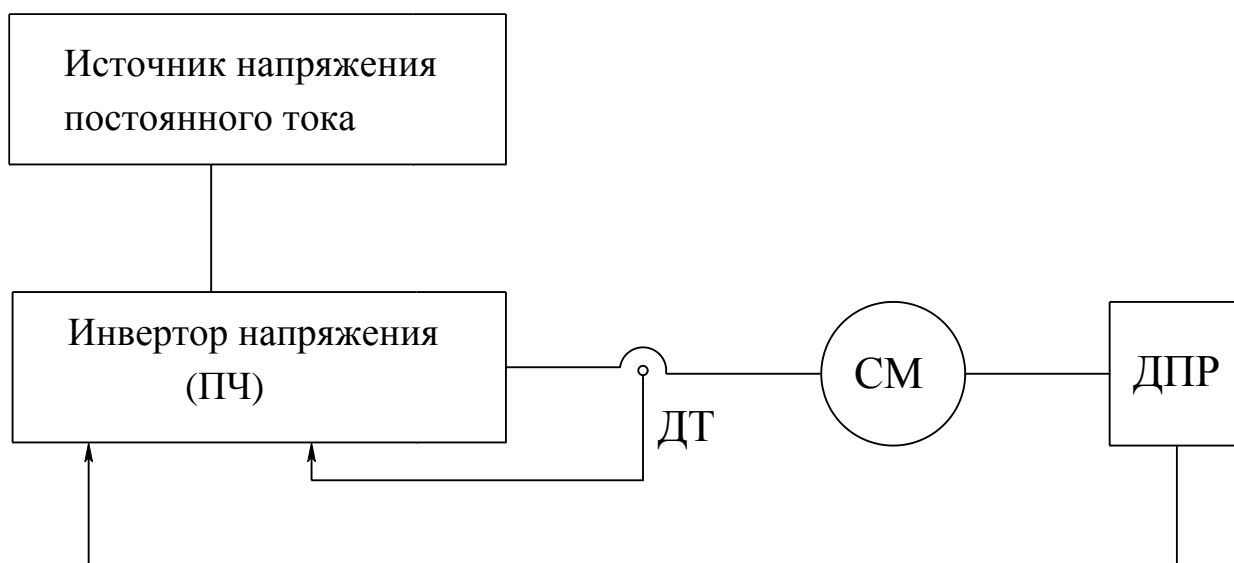 Источник напряжения
постоянного тока
Инвертор напряжения
(ПЧ)
ДТ
СМ
ДПР